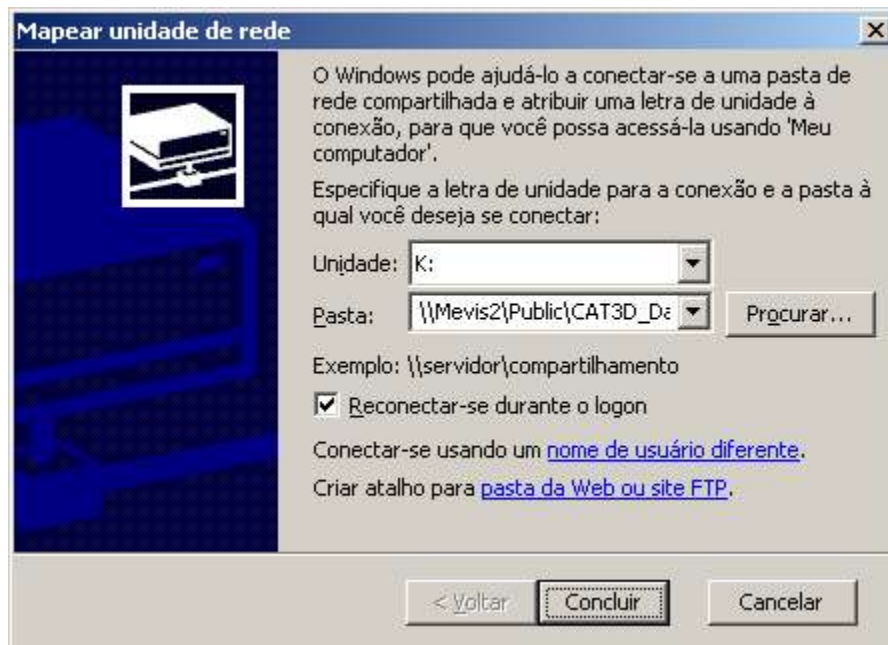 Mapear unidade de rede
O Windows pode ajudá-lo a conectar-se a uma pasta de
rede compartilhada e atribuir uma letra de unidade à
conexão, para que você possa acessá-la usando 'Meu
computador'.
Especifique a letra de unidade para a conexão e a pasta à
qual você deseja se conectar:
Unidade: K:
Pasta: \\Mevis2\Public\CAT3D_Da Procurar...
Exemplo: \\servidor\compartilhamento
Reconectar-se durante o logon
Conectar-se usando um nome de usuário diferente.
Criar atalho para pasta da Web ou site FTP.
< Voltar Concluir Cancelar